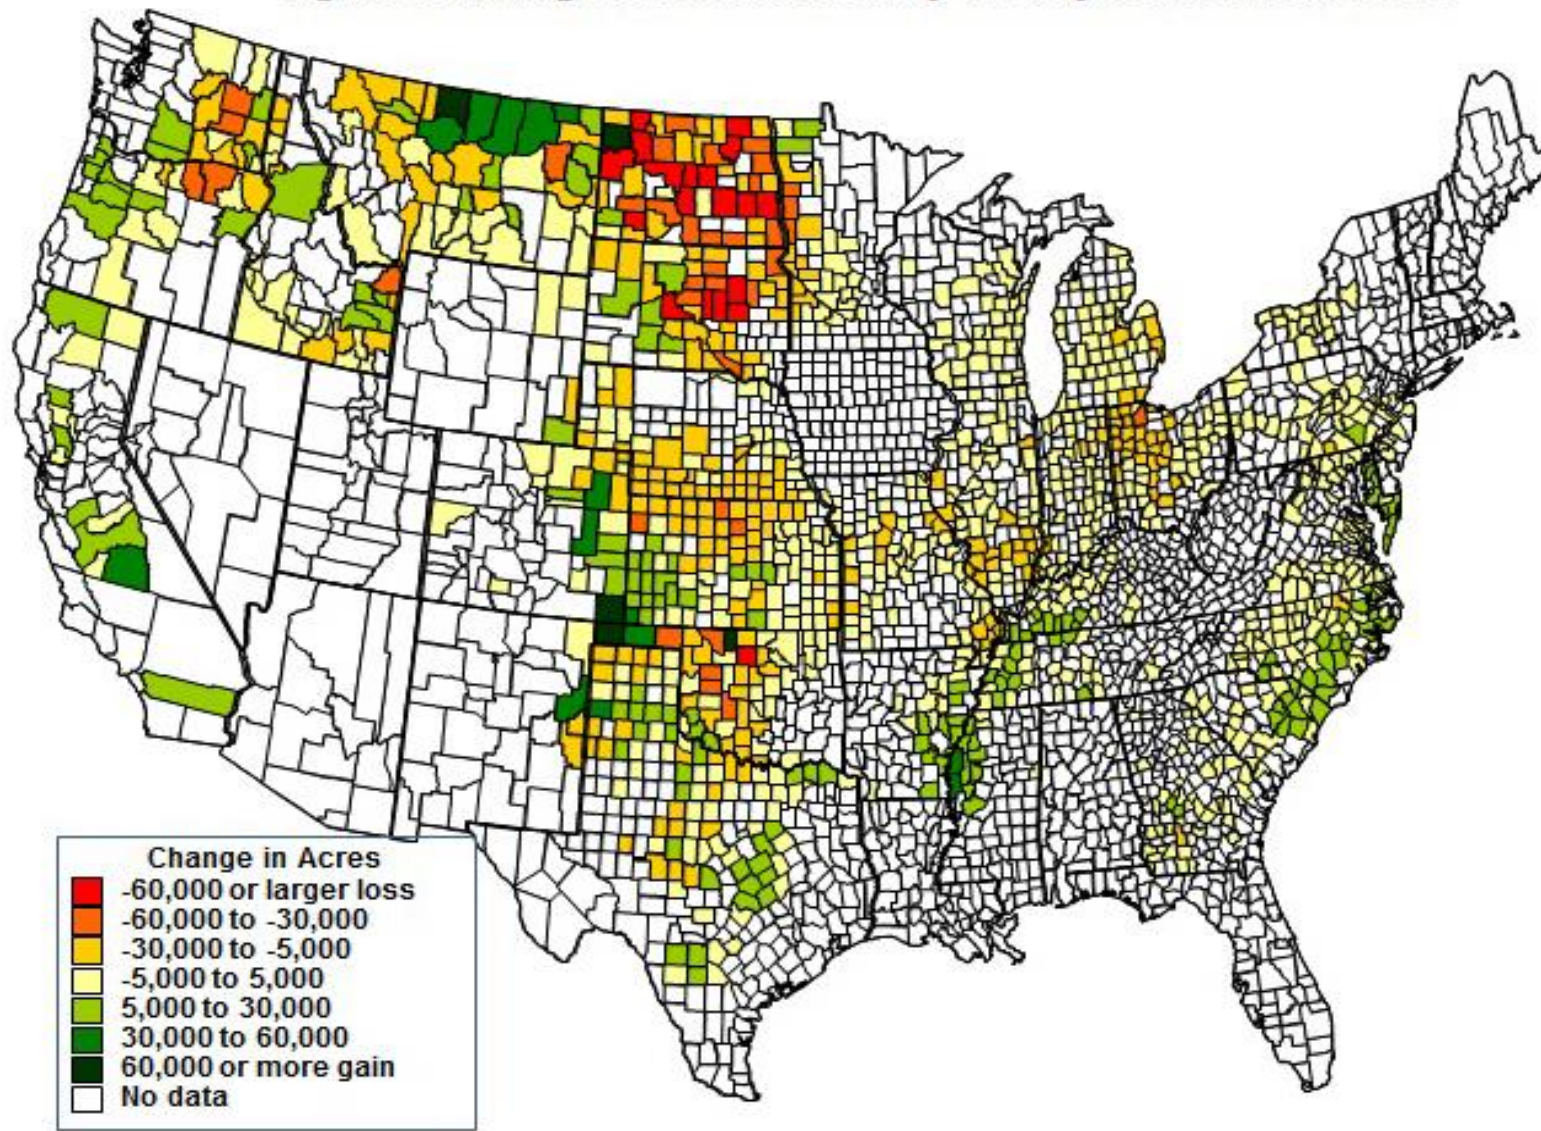 Change in Acres
-60,000 or larger loss
-60,000 to -30,000
-30,000 to -5,000
-5,000 to 5,000
5,000 to 30,000
30,000 to 60,000
60,000 or more gain
No data